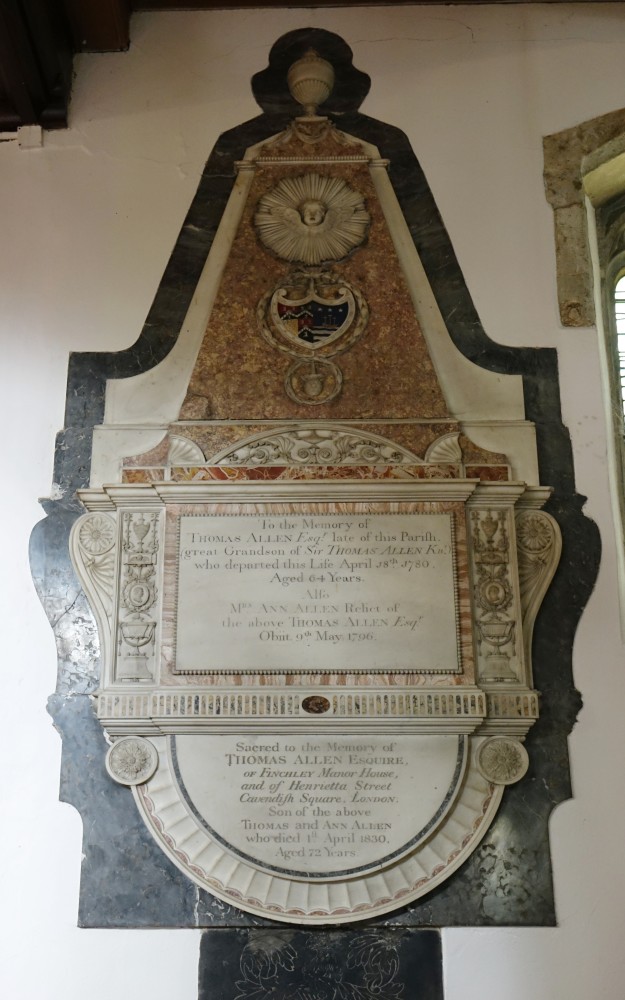 To the Memory of
THOMAS ALLEN Esqr. late of this Pariſh.
(great Grandson of Sir THOMAS ALLEN Knt.)
who departed this Life April 18th 1780.
Aged 64 Years.
Alſo
Mrs ANN ALLEN Relict of
the above THOMAS ALLEN Esqr
Obiit 9th May. 1796.
Sacred to the Memory of
THOMAS ALLEN ESQUIRE,
OF FINCHLEY Manor House,
and of Henrietta Street
Cavendiſh Square, London.
Son of the above
THOMAS and ANN ALLEN
who died 1st April 1830.
Aged 72 Years.